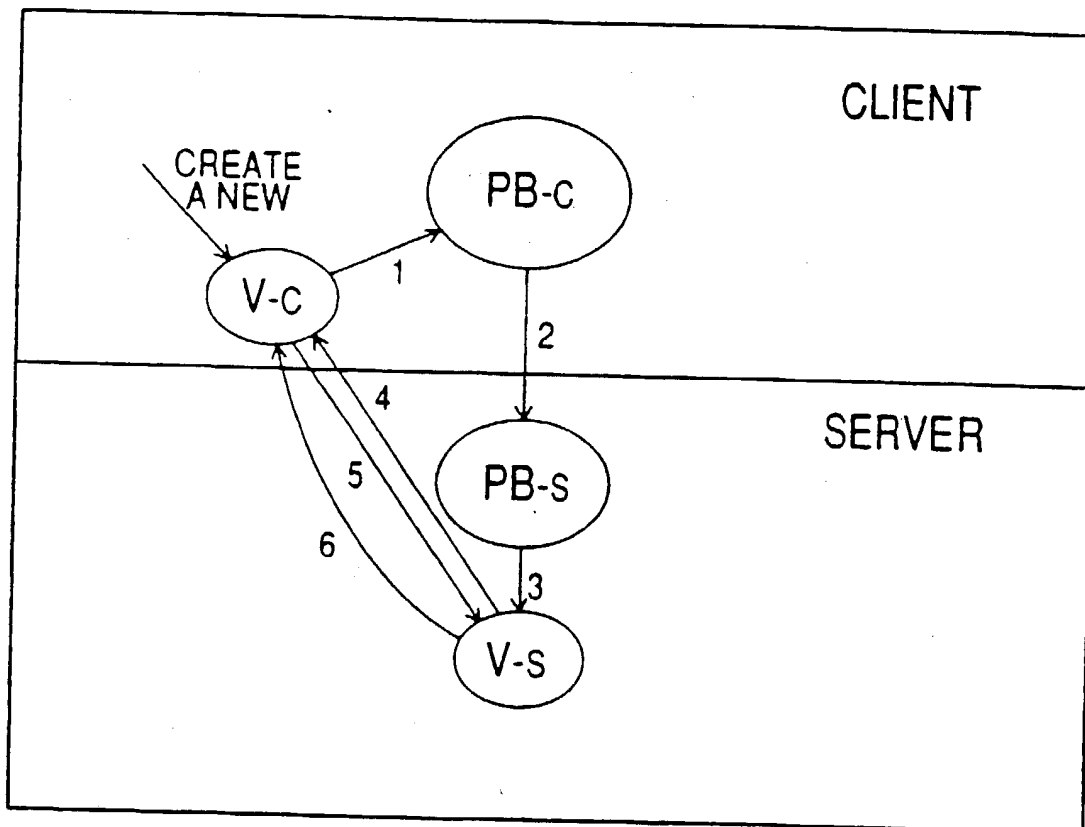 CLIENT
CREATE
A NEW
PB-C
V-C
1
2
4
SERVER
5
PB-S
6
3
V-S